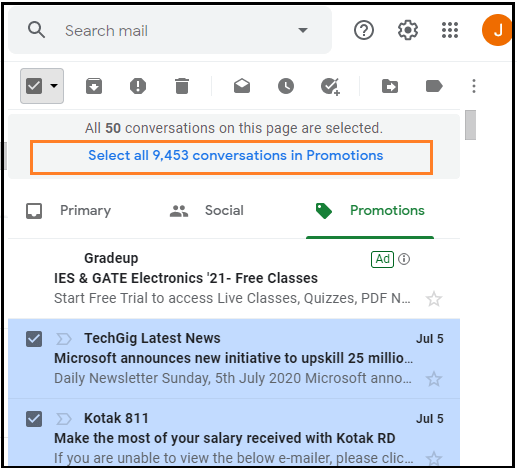 Search mail
J
All 50 conversations on this page are selected.
Select all 9,453 conversations in Promotions
Primary
Social
Promotions
Gradeup
Ad
IES & GATE Electronics '21- Free Classes
Start Free Trial to access Live Classes, Quizzes, PDF N...
TechGig Latest News
Jul 5
Microsoft announces new initiative to upskill 25 millio...
Daily Newsletter Sunday, 5th July 2020 Microsoft anno...
Kotak 811
Jul 5
Make the most of your salary received with Kotak RD
If you are unable to view the below e-mailer, please clic...